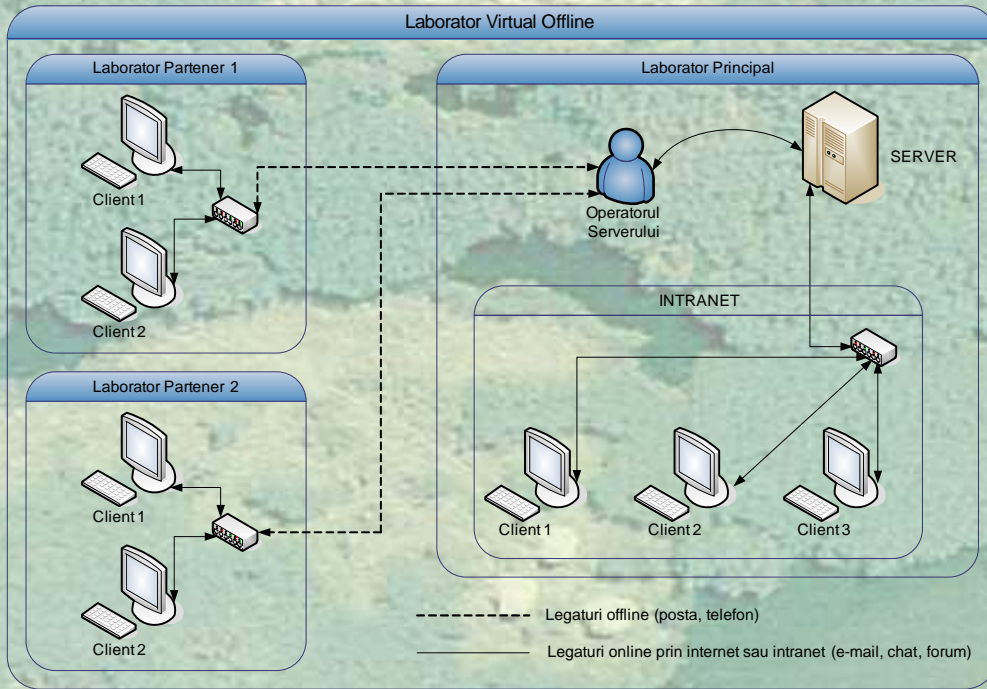 Laborator Virtual Offline
Laborator Partener 1
Client 1
Client 2
Laborator Partener 2
Client 1
Client 2
Laborator Principal
SERVER
Operatorul
Serverului
INTRANET
Client 1
Client 2
Client 3
Legaturi offline (posta, telefon)
Legaturi online prin internet sau intranet (e-mail, chat, forum)